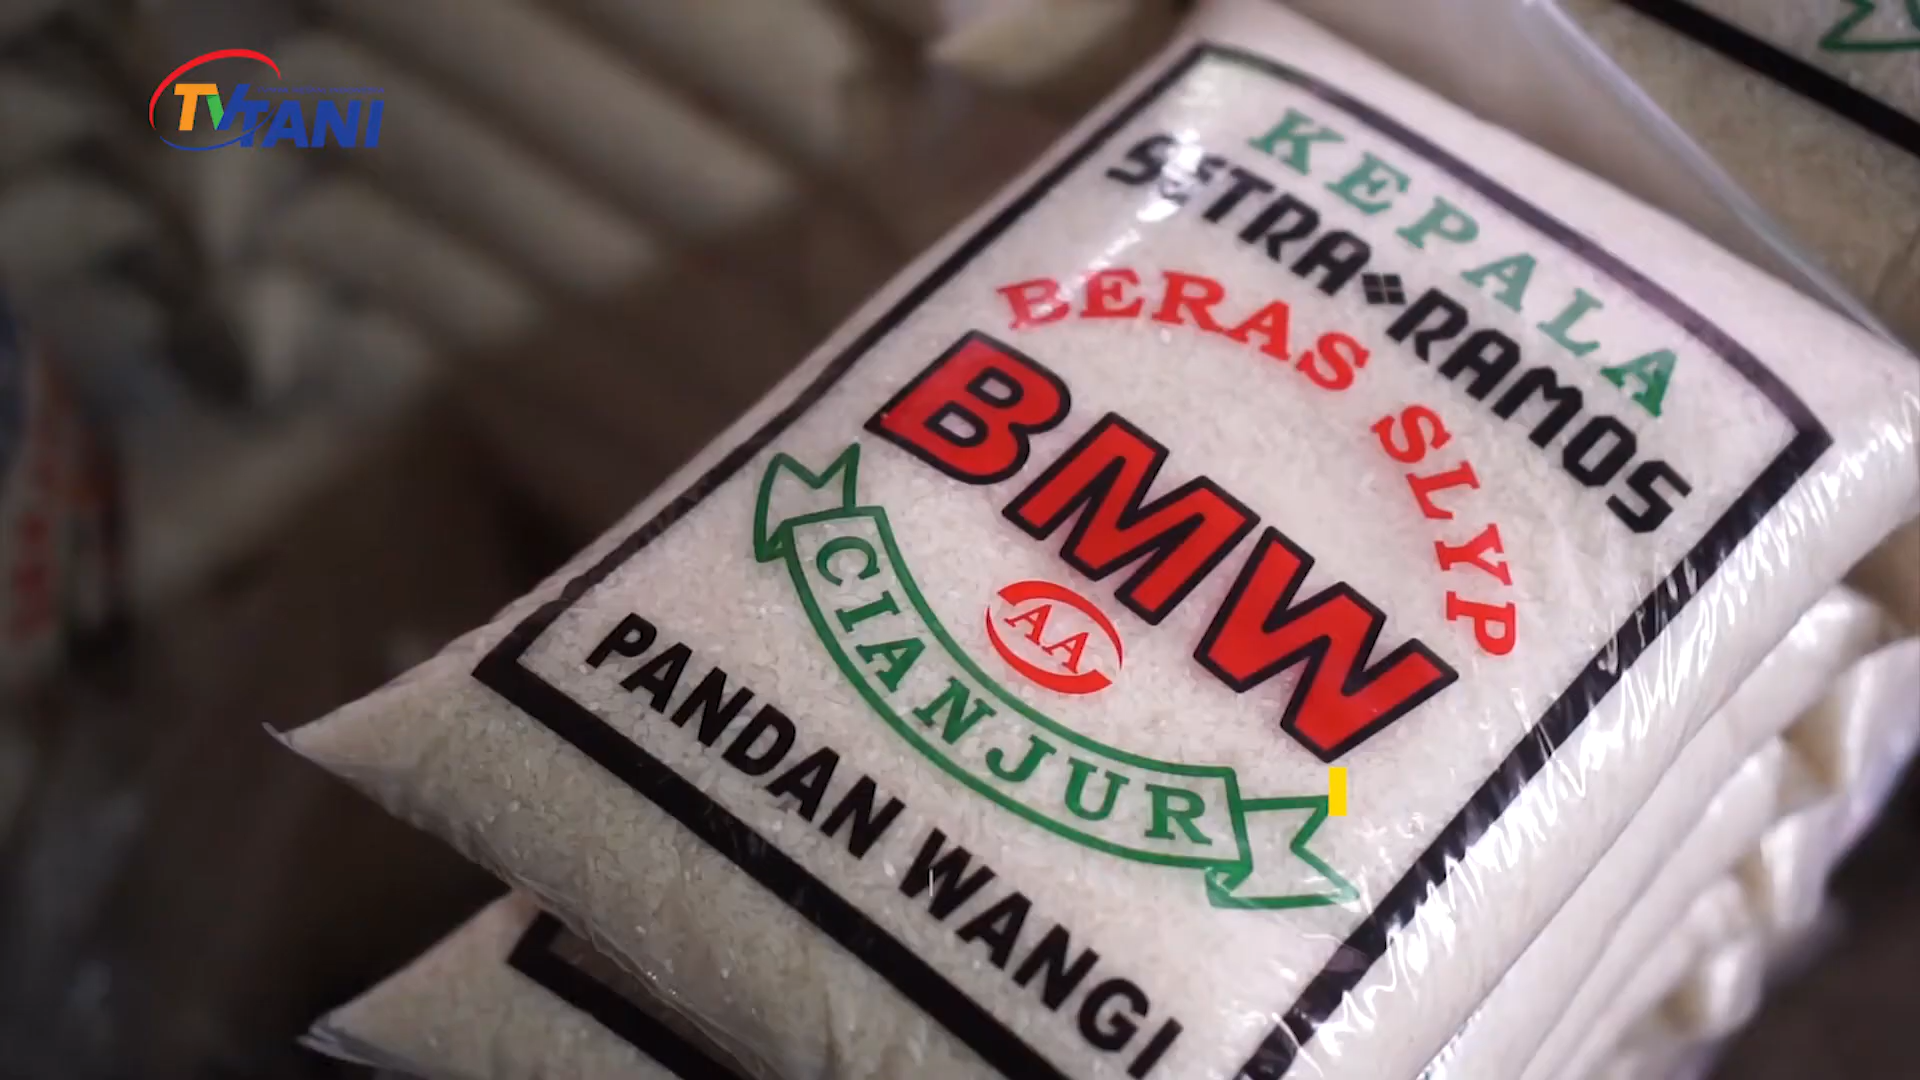 TVTANI
KEPALA
SETRA RAMOS
BERAS SLYP
BMW
AA
CIANJUR
PANDAN WANGI